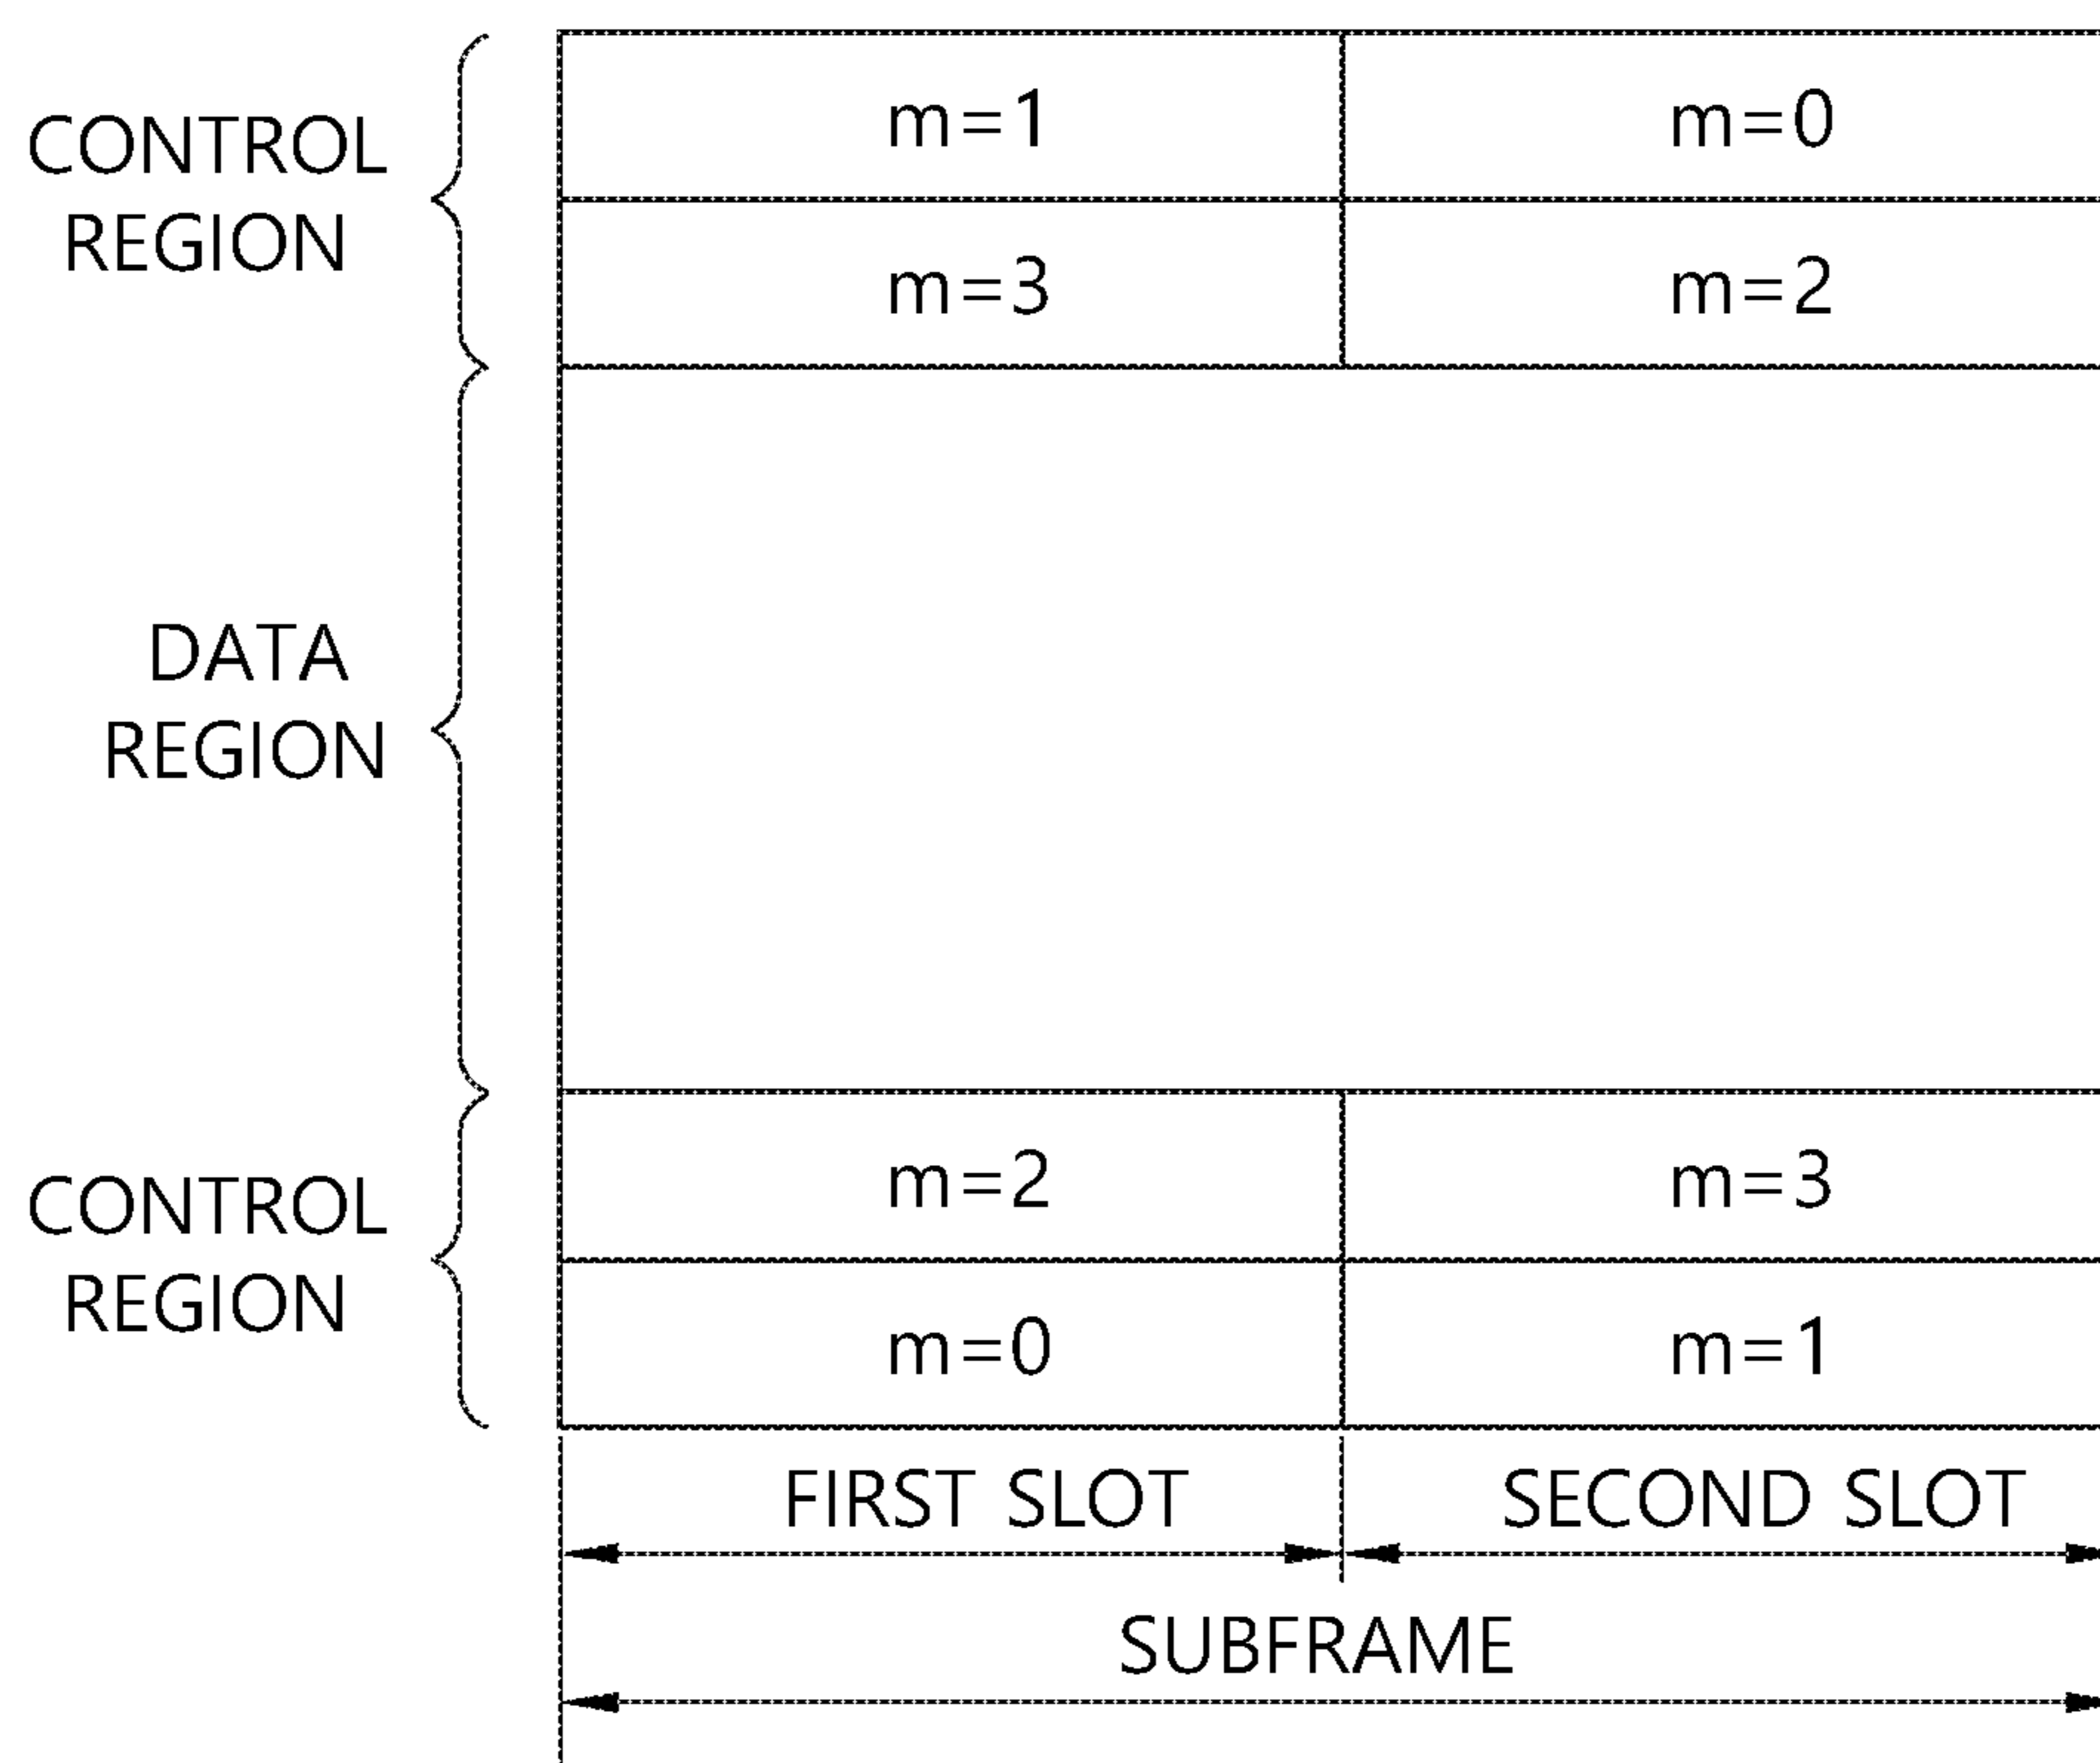 CONTROL
REGION
m=1 m=0
m=3 m=2
DATA
REGION
CONTROL
REGION
m=2 m=3
m=0 m=1
FIRST SLOT SECOND SLOT
SUBFRAME